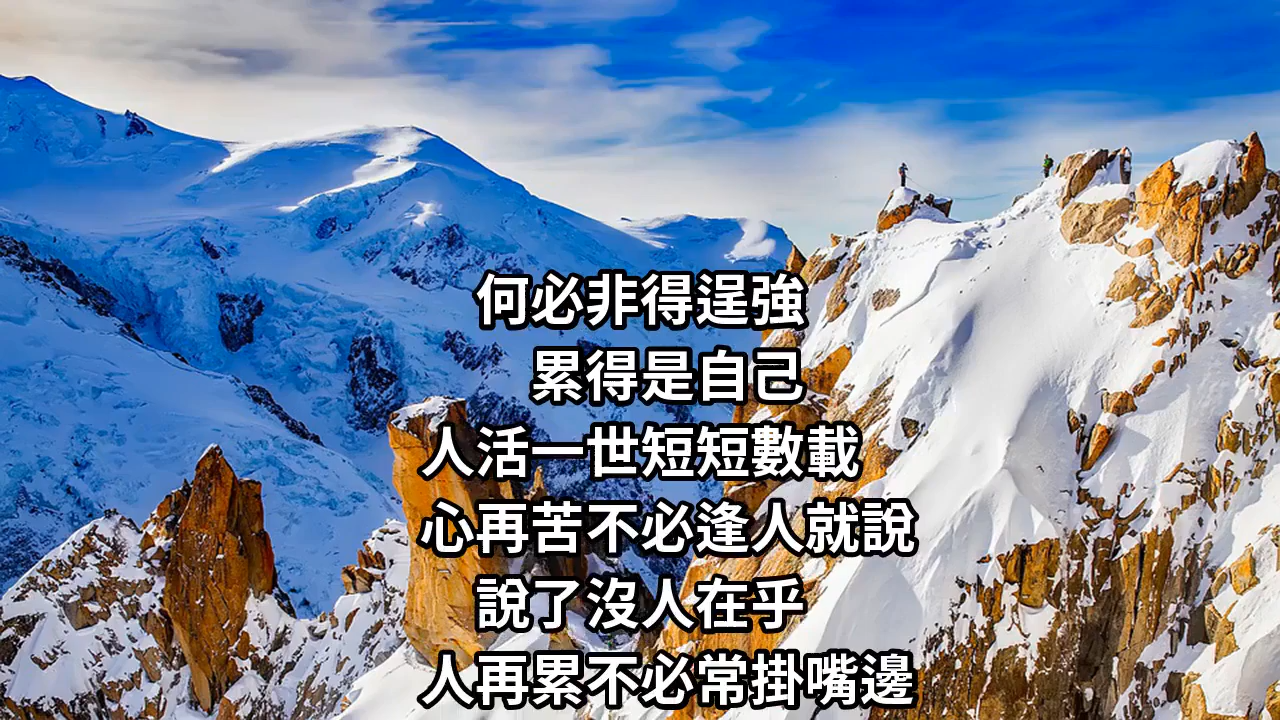 何必非得逞強
累得是自己
人活一世短短數載
心再苦不必逢人就說
說了沒人在乎
人再累不必常掛嘴邊